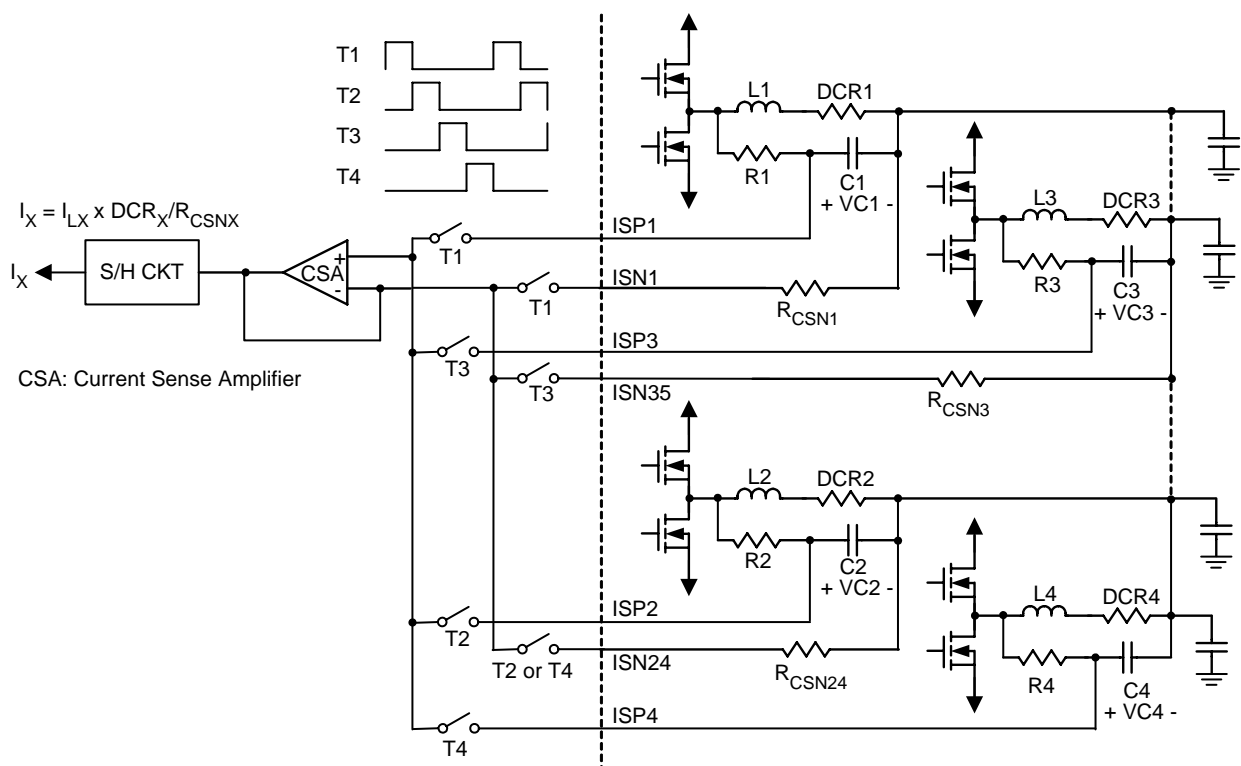 T1
T2
T3
T4
I_X = I_LX x DCR_X/R_CSNX
I_X
S/H CKT
CSA
+
-
CSA: Current Sense Amplifier
T1
ISP1
T1
ISN1
R_CSN1
T3
ISP3
T3
ISN35
R_CSN3
T2
ISP2
T2 or T4
ISN24
R_CSN24
T4
ISP4
L1
DCR1
R1
C1
+ VC1 -
L3
DCR3
R3
C3
+ VC3 -
L2
DCR2
R2
C2
+ VC2 -
L4
DCR4
R4
C4
+ VC4 -